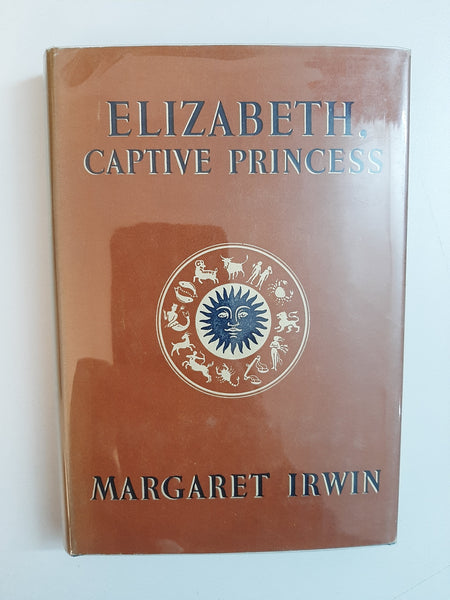 ELIZABETH,
CAPTIVE PRINCESS
MARGARET IRWIN